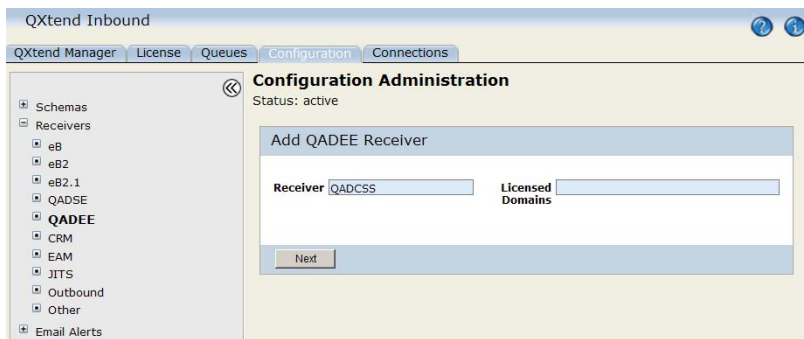 QXtend Inbound
QXtend Manager License Queues Configuration Connections
Configuration Administration
Status: active
Schemas
Receivers
eB
eB2
eB2.1
QADSE
QADEE
CRM
EAM
JITS
Outbound
Other
Email Alerts
Add QADEE Receiver
Receiver QADCSS Licensed
Domains
Next